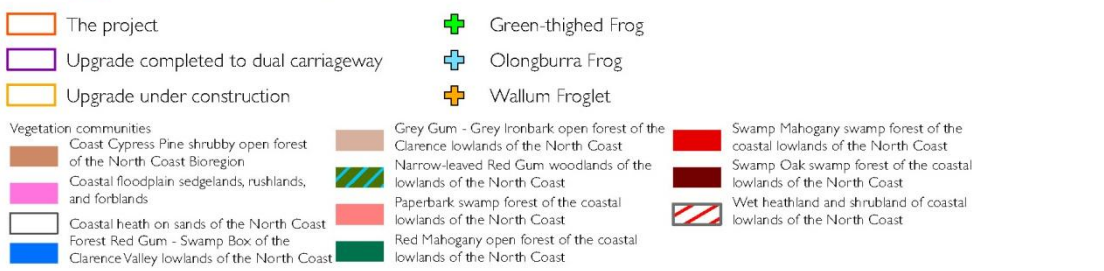 The project
Upgrade completed to dual carriageway
Upgrade under construction
Green-thighed Frog
Olongburra Frog
Wallum Froglet
Vegetation communities
Coast Cypress Pine shrubby open forest
of the North Coast Bioregion
Coastal floodplain sedgelands, rushlands,
and forblands
Coastal heath on sands of the North Coast
Forest Red Gum - Swamp Box of the
Clarence Valley lowlands of the North Coast
Grey Gum - Grey Ironbark open forest of the
Clarence lowlands of the North Coast
Narrow-leaved Red Gum woodlands of the
lowlands of the North Coast
Paperbark swamp forest of the coastal
lowlands of the North Coast
Red Mahogany open forest of the coastal
lowlands of the North Coast
Swamp Mahogany swamp forest of the
coastal lowlands of the North Coast
Swamp Oak swamp forest of the coastal
lowlands of the North Coast
Wet heathland and shrubland of coastal
lowlands of the North Coast